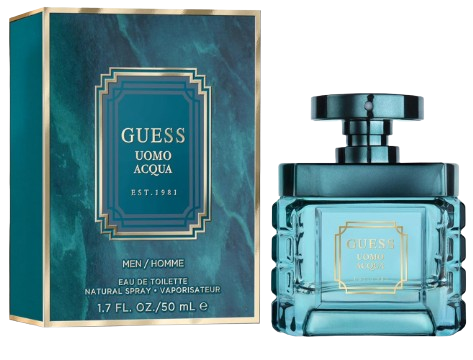 GUESS
UOMO
ACQUA
EST.1981
MEN / HOMME
EAU DE TOILETTE
NATURAL SPRAY • VAPORISATEUR
1.7 FL. OZ./50 mL ℮
GUESS
UOMO
ACQUA